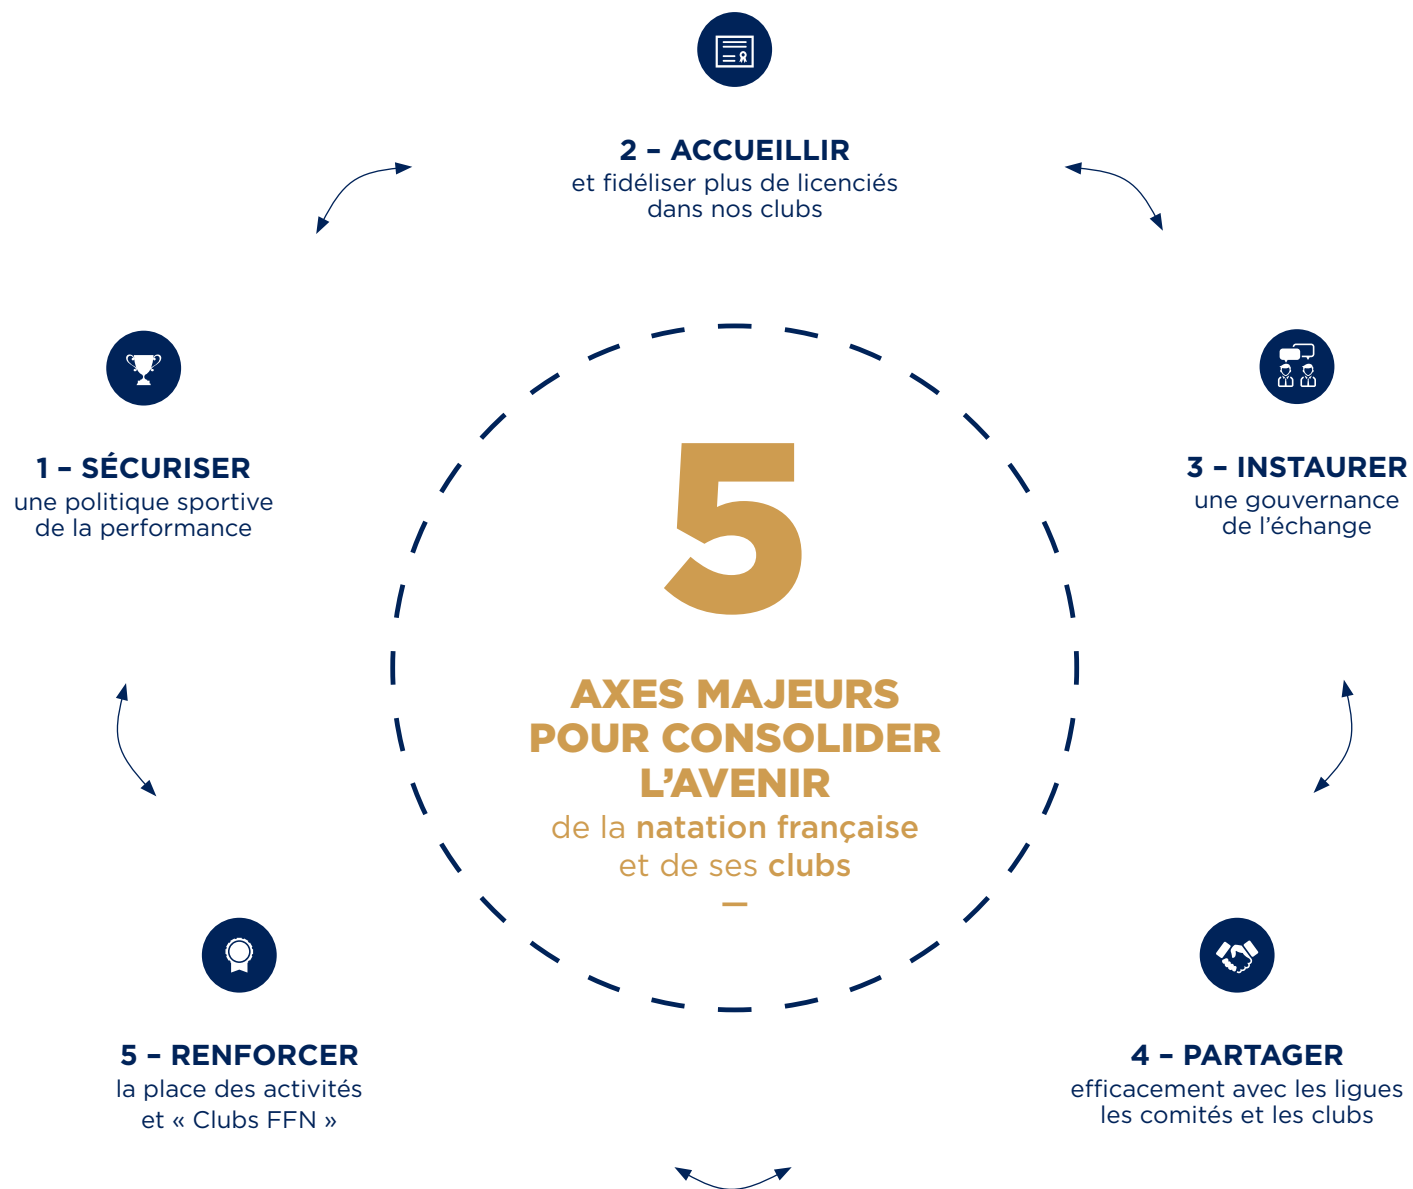 2 – ACCUEILLIR
et fidéliser plus de licenciés
dans nos clubs
1 – SÉCURISER
une politique sportive
de la performance
3 – INSTAURER
une gouvernance
de l’échange
5
AXES MAJEURS
POUR CONSOLIDER
L’AVENIR
de la natation française
et de ses clubs
5 – RENFORCER
la place des activités
et « Clubs FFN »
4 – PARTAGER
efficacement avec les ligues
les comités et les clubs